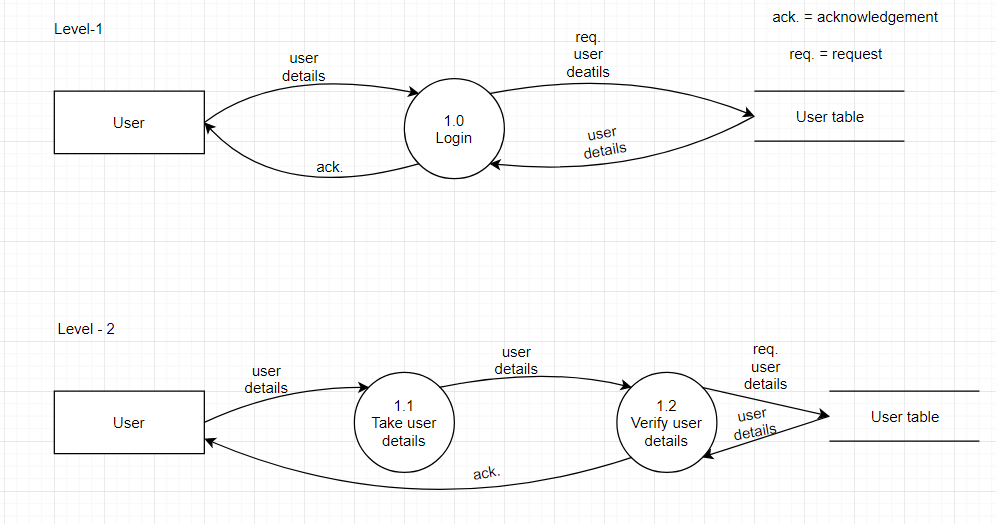 ack. = acknowledgement
Level-1
req. = request
req.
user
deatils
user
details
User
1.0
Login
User table
user
details
ack.
Level - 2
user
details
req.
user
details
user
details
User
1.1
Take user
details
1.2
Verify user
details
user
details
User table
ack.